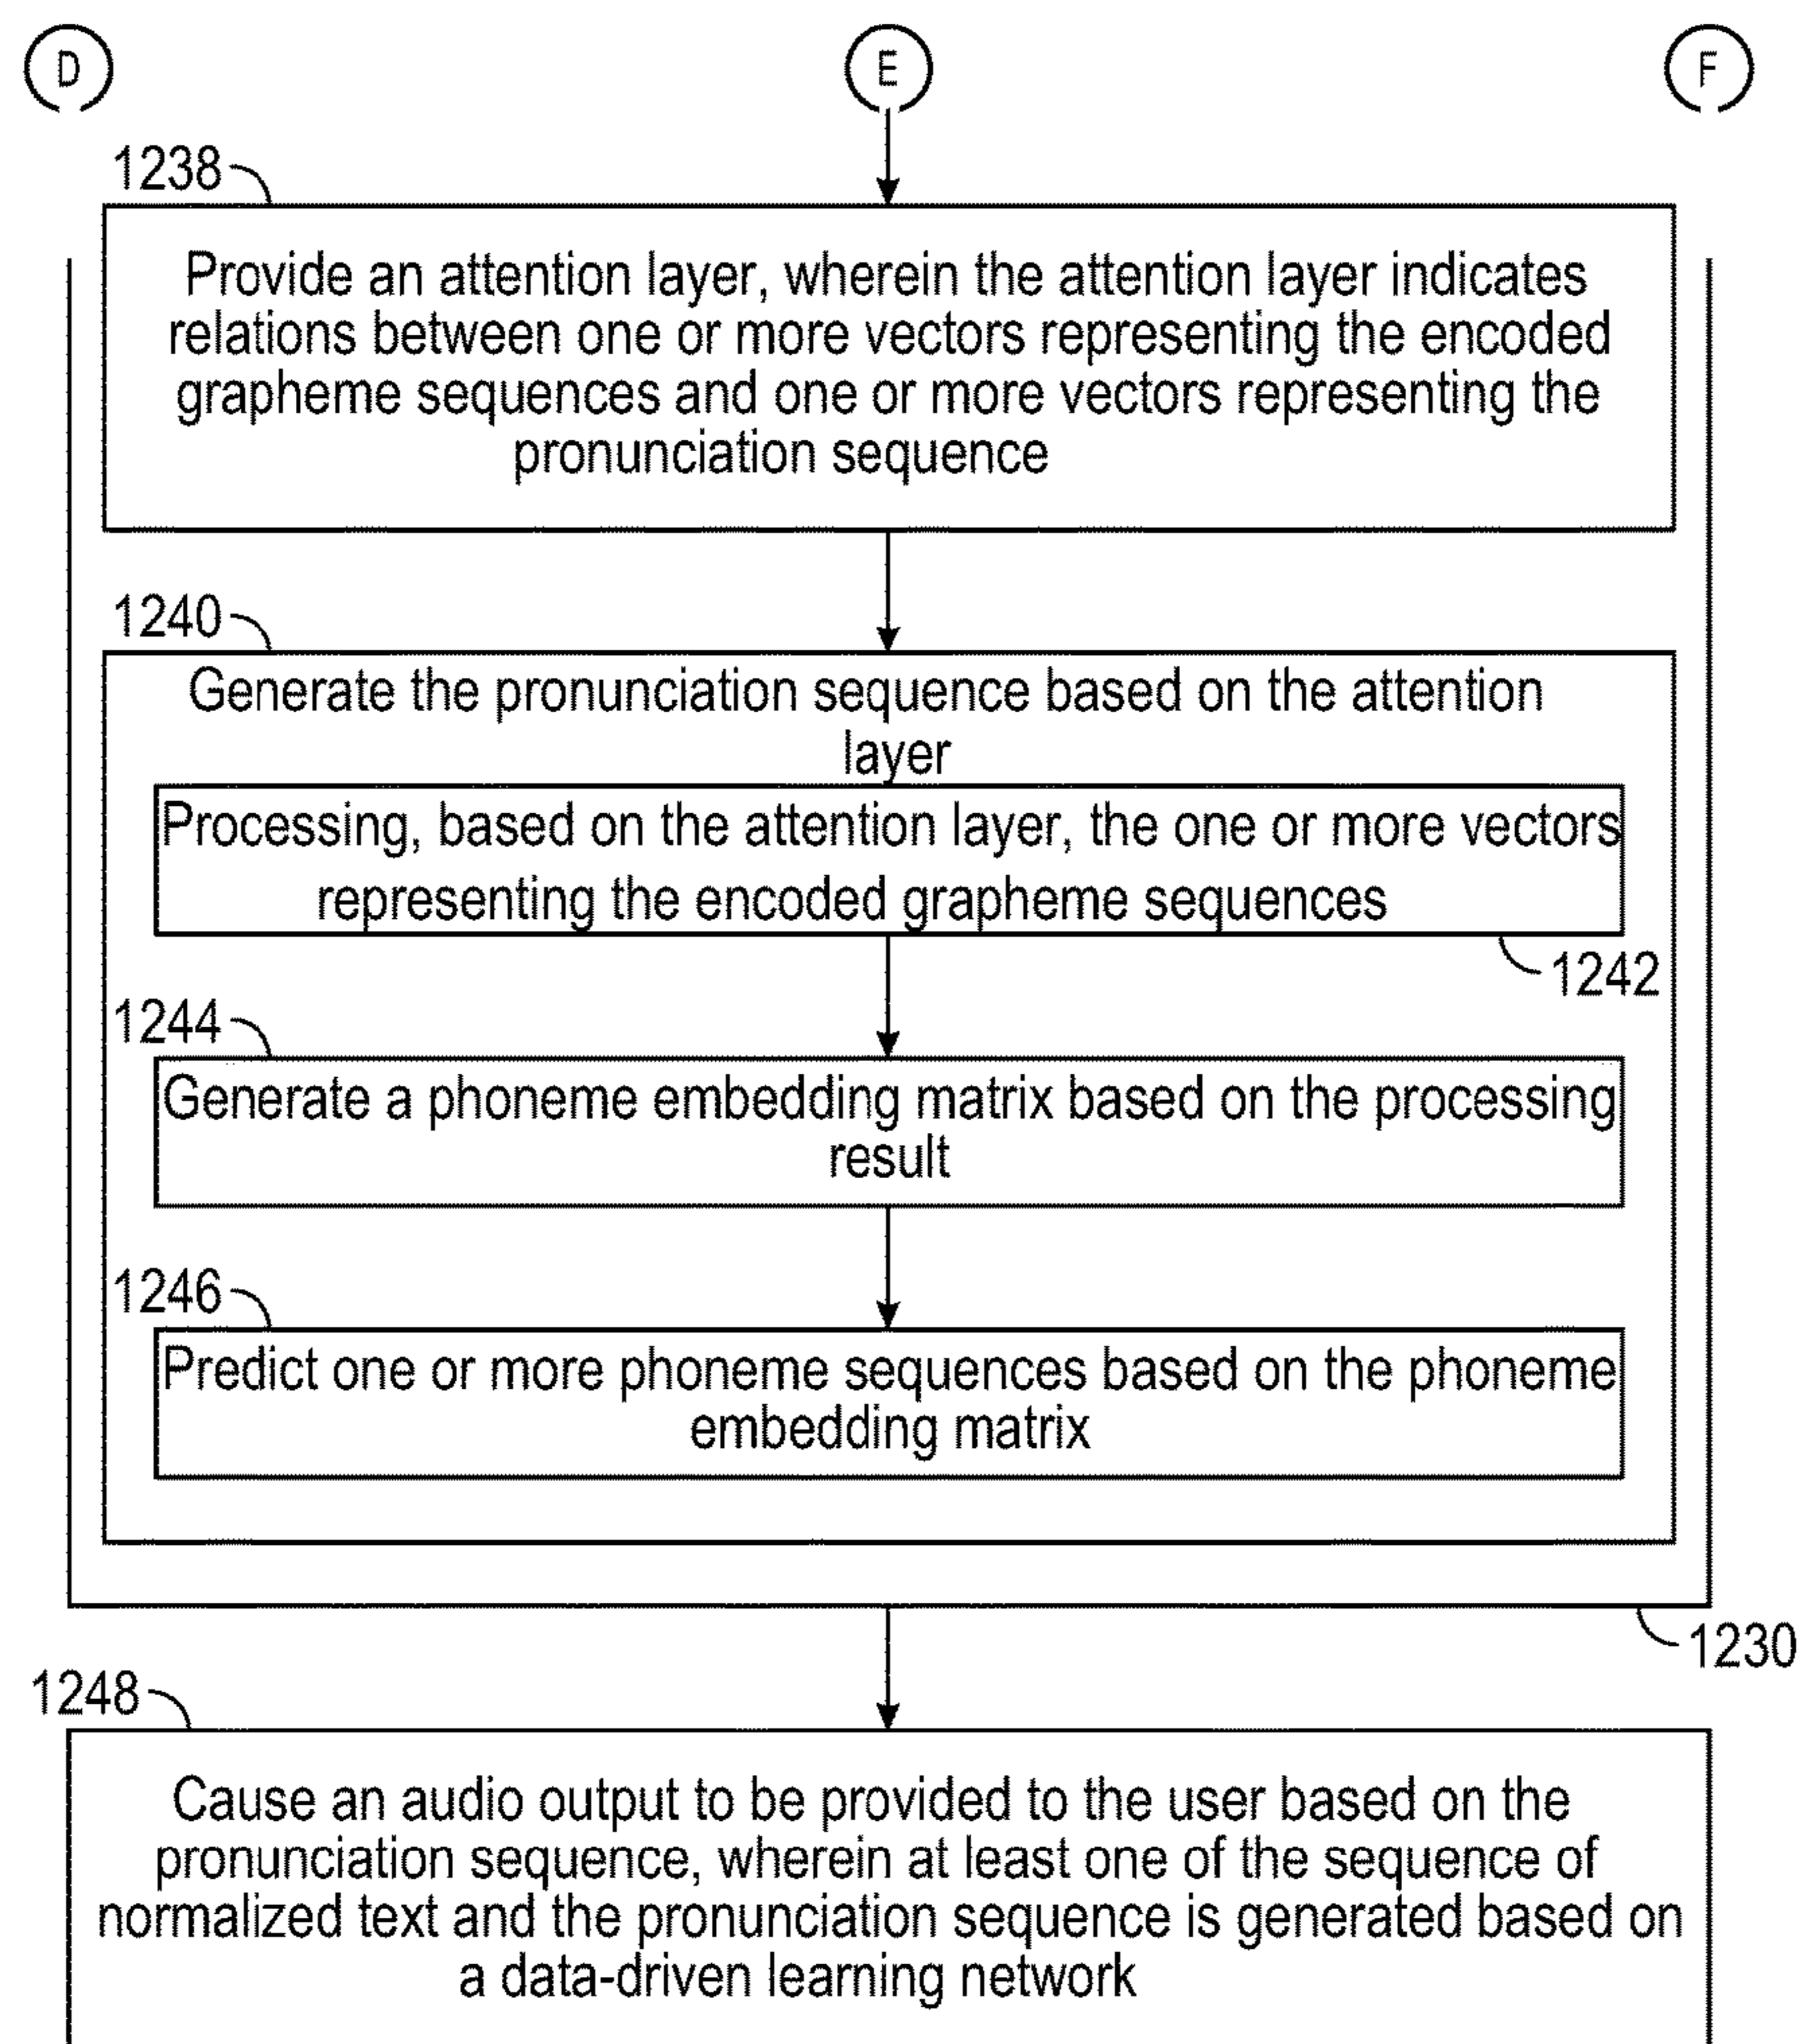 D
E
F
1238
Provide an attention layer, wherein the attention layer indicates
relations between one or more vectors representing the encoded
grapheme sequences and one or more vectors representing the
pronunciation sequence
1240
Generate the pronunciation sequence based on the attention
layer
Processing, based on the attention layer, the one or more vectors
representing the encoded grapheme sequences
1242
1244
Generate a phoneme embedding matrix based on the processing
result
1246
Predict one or more phoneme sequences based on the phoneme
embedding matrix
1230
1248
Cause an audio output to be provided to the user based on the
pronunciation sequence, wherein at least one of the sequence of
normalized text and the pronunciation sequence is generated based on
a data-driven learning network